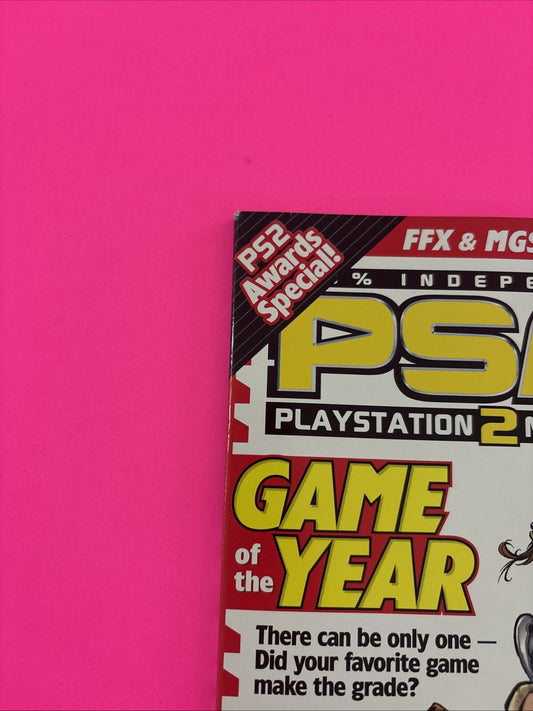 PS2
Awards
Special!
FFX & MGS
% INDEPE
PS
PLAYSTATION 2
GAME
of
the YEAR
There can be only one —
Did your favorite game
make the grade?